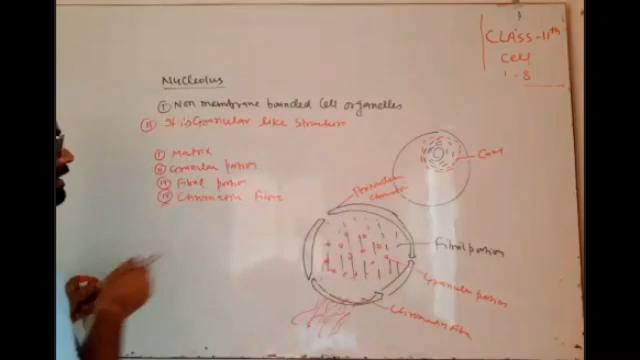 CLASS-11th
Cell
1-8
Nucleolus
I Non membrane bounded Cell organelles
II It is Granular like Structure
I Matrix
II Granular portion
III Fibril portion
IV Chromatin Fibre
Fibril portion
Granular portion